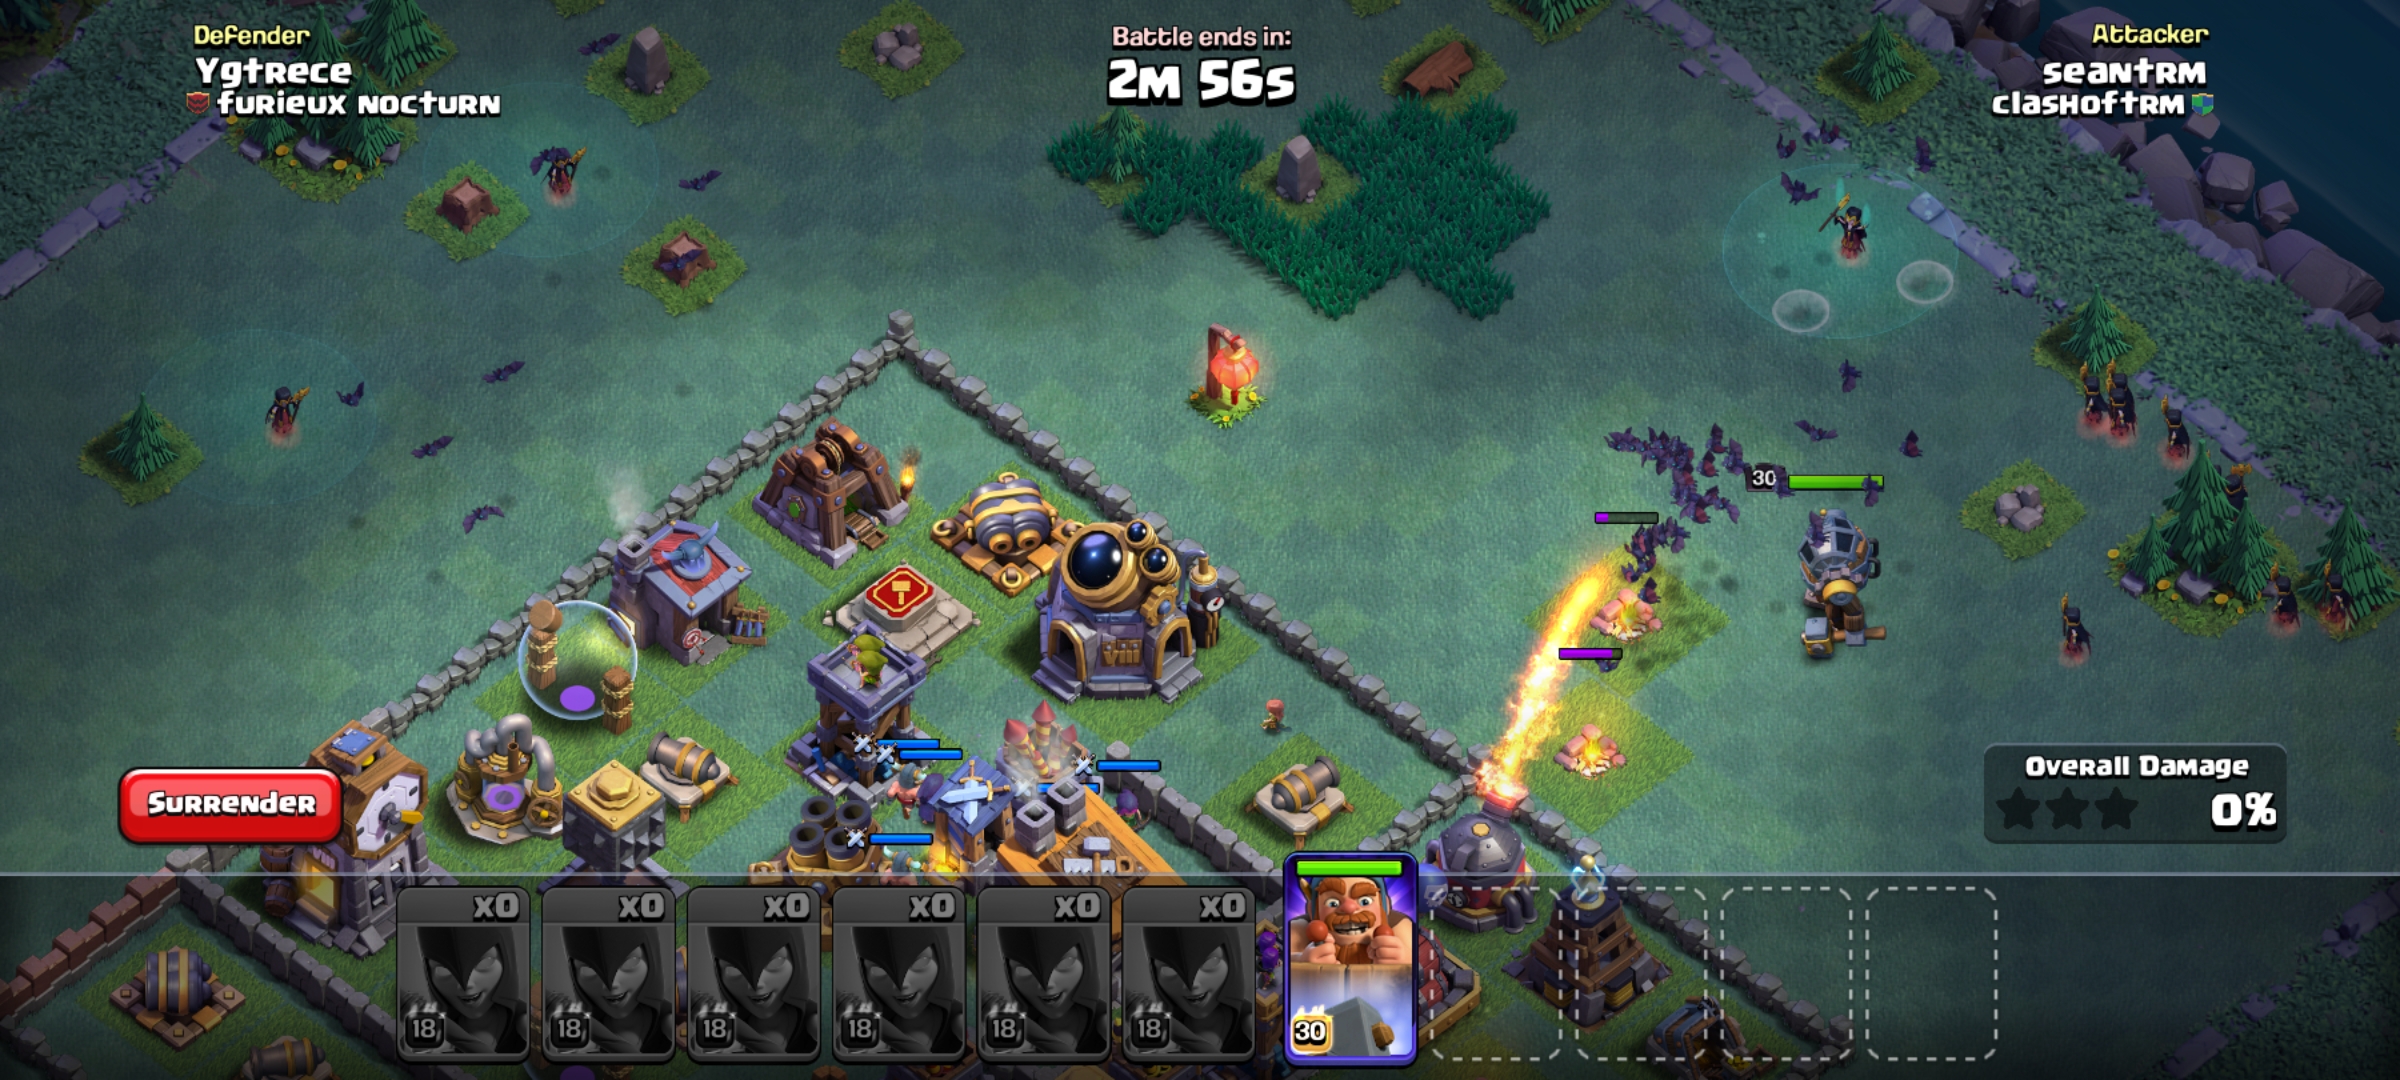 Defender
Ygtrece
furieux nocturn
Battle ends in:
2m 56s
Attacker
seantrm
clashoftrm
30
VIII
Surrender
Overall Damage
0%
x0 x0 x0 x0 x0 x0
18 18 18 18 18 18 30